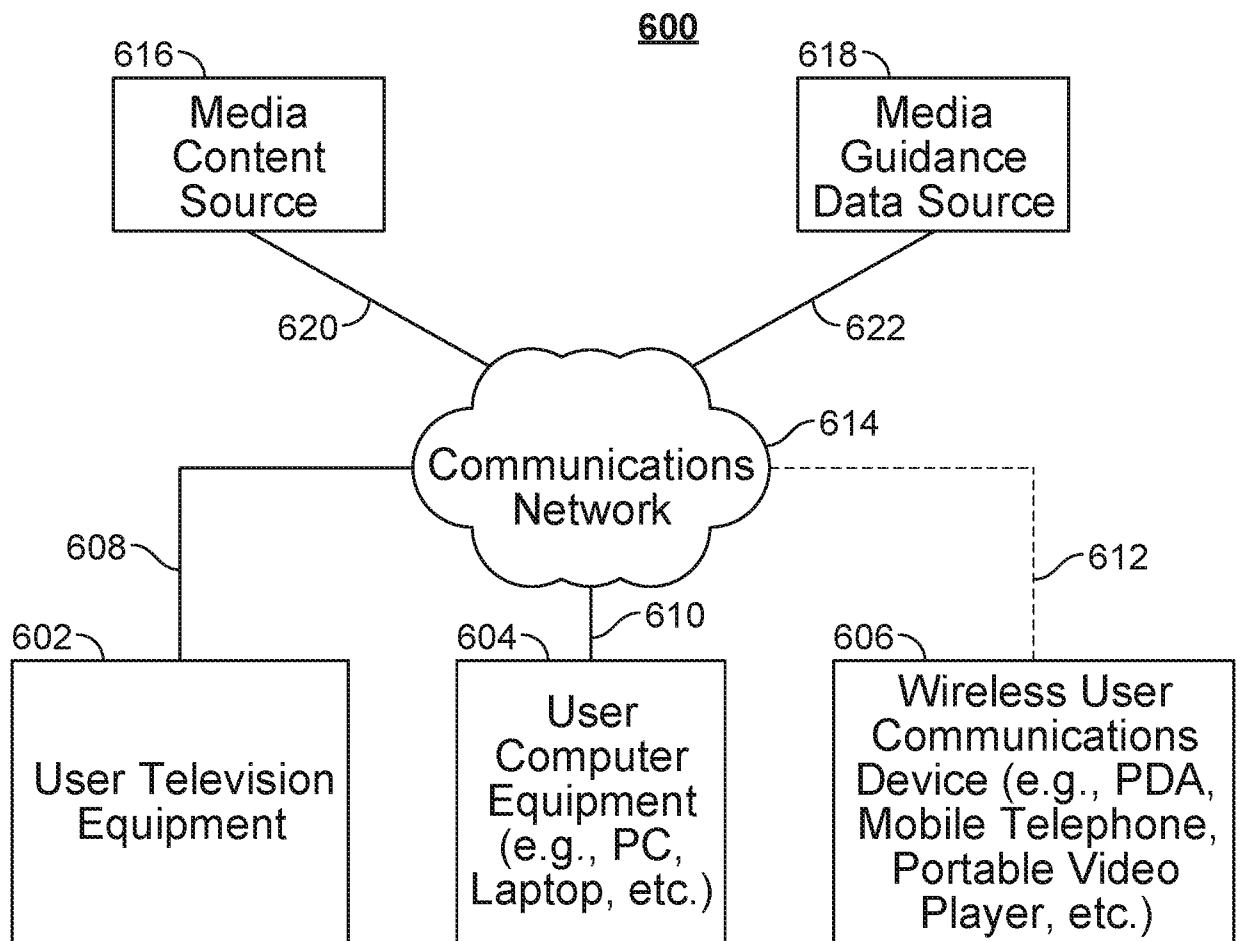 600
616
Media
Content
Source
618
Media
Guidance
Data Source
620
622
614
Communications
Network
608
612
610
602
User Television
Equipment
604
User
Computer
Equipment
(e.g., PC,
Laptop, etc.)
606
Wireless User
Communications
Device (e.g., PDA,
Mobile Telephone,
Portable Video
Player, etc.)